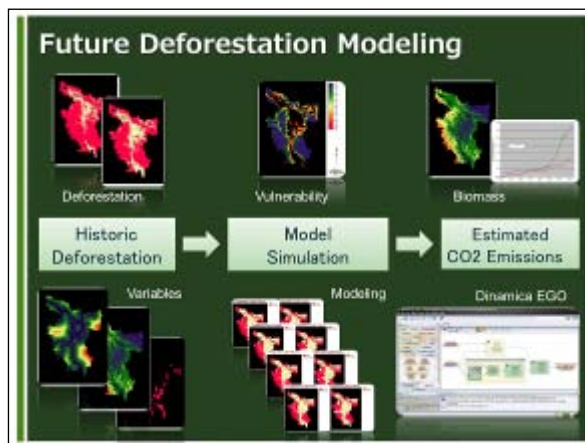 Future Deforestation Modeling
Deforestation
Vulnerability
Biomass
Historic
Deforestation
Model
Simulation
Estimated
CO2 Emissions
Variables
Modeling
Dinamica EGO